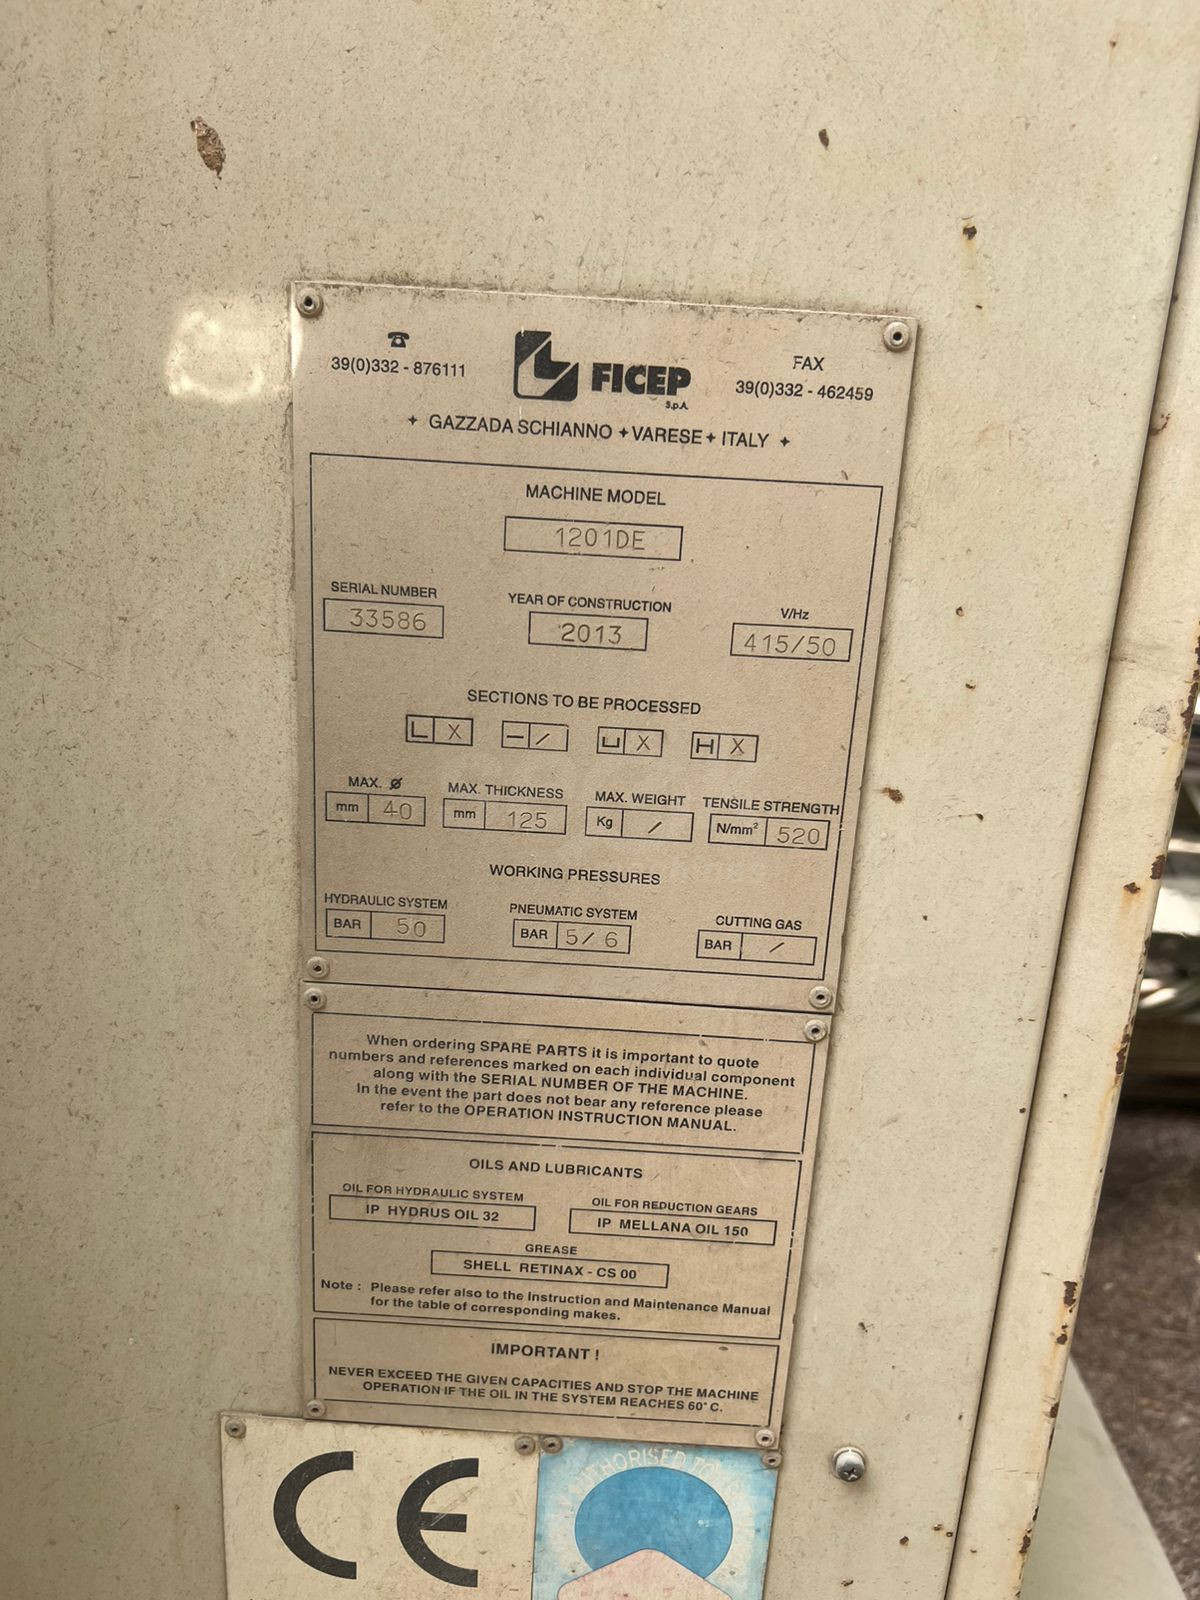 ☎
39(0)332 - 876111
FICEP
S.p.A.
FAX
39(0)332 - 462459
✦ GAZZADA SCHIANNO ✦ VARESE ✦ ITALY ✦
MACHINE MODEL
1201DE
SERIAL NUMBER
33586
YEAR OF CONSTRUCTION
2013
V/Hz
415/50
SECTIONS TO BE PROCESSED
X / X X
MAX. Ø
mm 40
MAX. THICKNESS
mm 125
MAX. WEIGHT
Kg /
TENSILE STRENGTH
N/mm² 520
WORKING PRESSURES
HYDRAULIC SYSTEM
BAR 50
PNEUMATIC SYSTEM
BAR 5/ 6
CUTTING GAS
BAR /
When ordering SPARE PARTS it is important to quote
numbers and references marked on each individual component
along with the SERIAL NUMBER OF THE MACHINE.
In the event the part does not bear any reference please
refer to the OPERATION INSTRUCTION MANUAL.
OILS AND LUBRICANTS
OIL FOR HYDRAULIC SYSTEM
IP HYDRUS OIL 32
OIL FOR REDUCTION GEARS
IP MELLANA OIL 150
GREASE
SHELL RETINAX - CS 00
Note : Please refer also to the Instruction and Maintenance Manual
for the table of corresponding makes.
IMPORTANT !
NEVER EXCEED THE GIVEN CAPACITIES AND STOP THE MACHINE
OPERATION IF THE OIL IN THE SYSTEM REACHES 60° C.
CE
AUTHORISED TO